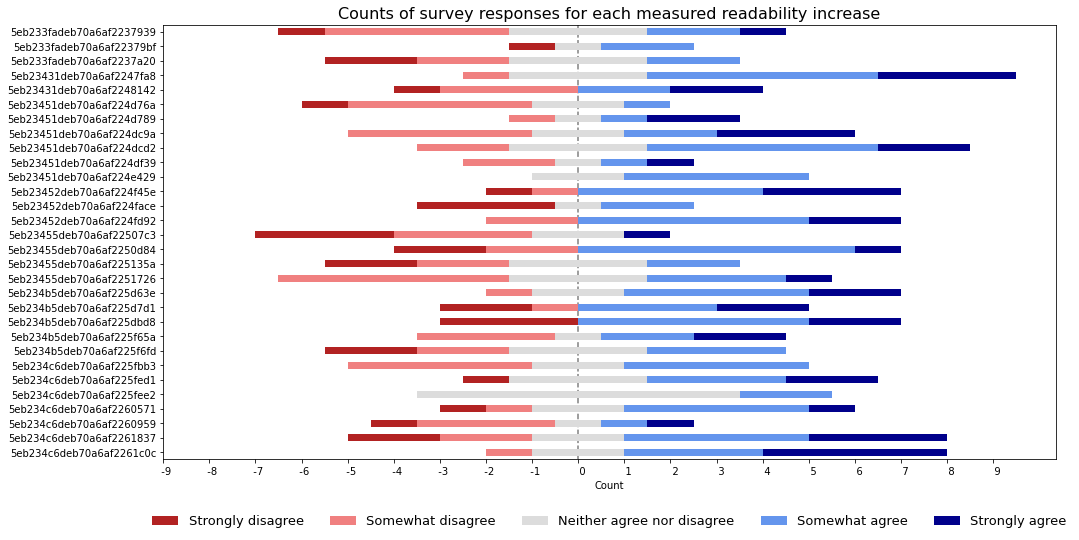 Counts of survey responses for each measured readability increase
5eb233fadeb70a6af2237939
5eb233fadeb70a6af22379bf
5eb233fadeb70a6af2237a20
5eb23431deb70a6af2247fa8
5eb23431deb70a6af2248142
5eb23451deb70a6af224d76a
5eb23451deb70a6af224d789
5eb23451deb70a6af224dc9a
5eb23451deb70a6af224dcd2
5eb23451deb70a6af224df39
5eb23451deb70a6af224e429
5eb23452deb70a6af224f45e
5eb23452deb70a6af224face
5eb23452deb70a6af224fd92
5eb23455deb70a6af22507c3
5eb23455deb70a6af2250d84
5eb23455deb70a6af225135a
5eb23455deb70a6af2251726
5eb234b5deb70a6af225d63e
5eb234b5deb70a6af225d7d1
5eb234b5deb70a6af225dbd8
5eb234b5deb70a6af225f65a
5eb234b5deb70a6af225f6fd
5eb234c6deb70a6af225fbb3
5eb234c6deb70a6af225fed1
5eb234c6deb70a6af225fee2
5eb234c6deb70a6af2260571
5eb234c6deb70a6af2260959
5eb234c6deb70a6af2261837
5eb234c6deb70a6af2261c0c
-9 -8 -7 -6 -5 -4 -3 -2 -1 0 1 2 3 4 5 6 7 8 9
Count
Strongly disagree Somewhat disagree Neither agree nor disagree Somewhat agree Strongly agree